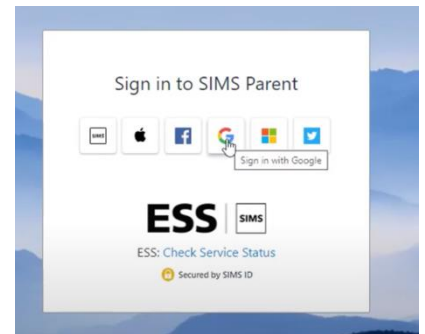 Sign in to SIMS Parent
SIMS
Sign in with Google
ESS SIMS
ESS: Check Service Status
Secured by SIMS ID